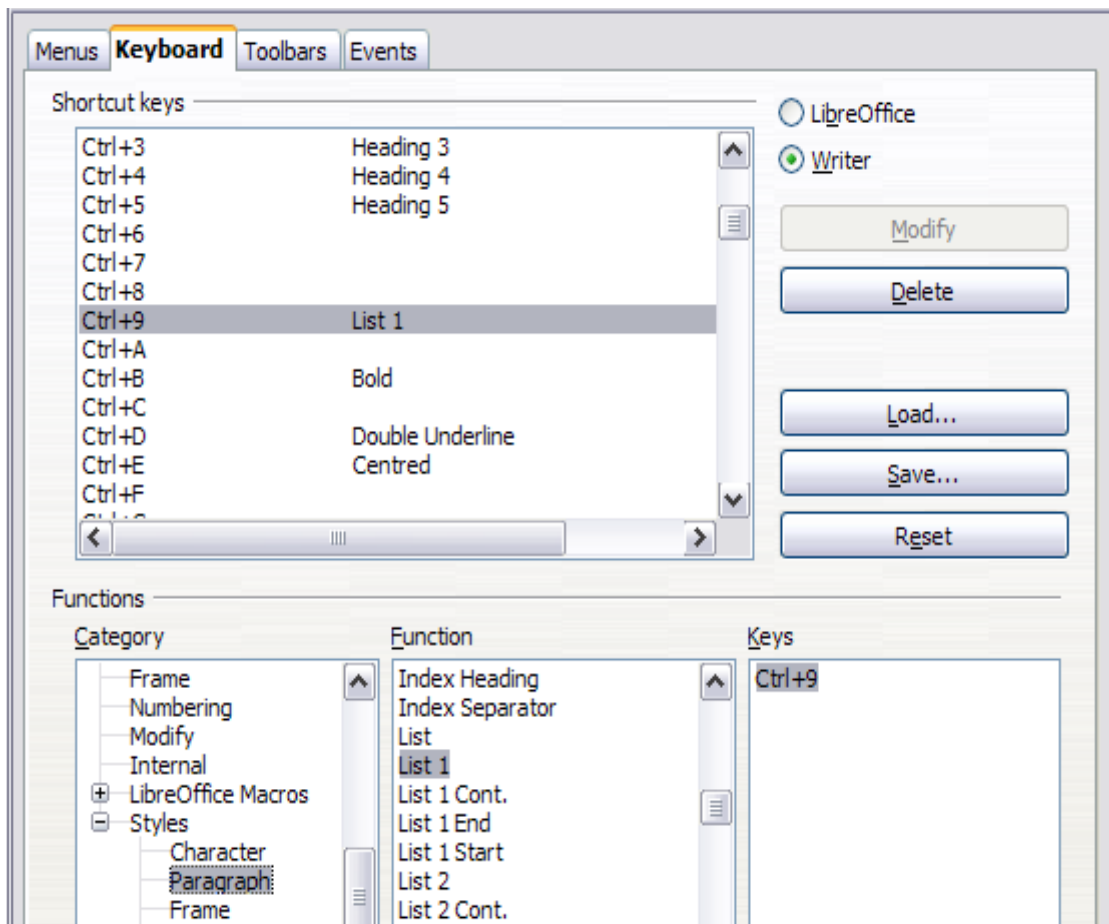 Menus Keyboard Toolbars Events
Shortcut keys
LibreOffice
Writer
Ctrl+3 Heading 3
Ctrl+4 Heading 4
Ctrl+5 Heading 5
Ctrl+6
Ctrl+7
Ctrl+8
Ctrl+9 List 1
Ctrl+A
Ctrl+B Bold
Ctrl+C
Ctrl+D Double Underline
Ctrl+E Centred
Ctrl+F
Modify
Delete
Load...
Save...
Reset
Functions
Category
Frame
Numbering
Modify
Internal
LibreOffice Macros
Styles
Character
Paragraph
Frame
Function
Index Heading
Index Separator
List
List 1
List 1 Cont.
List 1 End
List 1 Start
List 2
List 2 Cont.
Keys
Ctrl+9